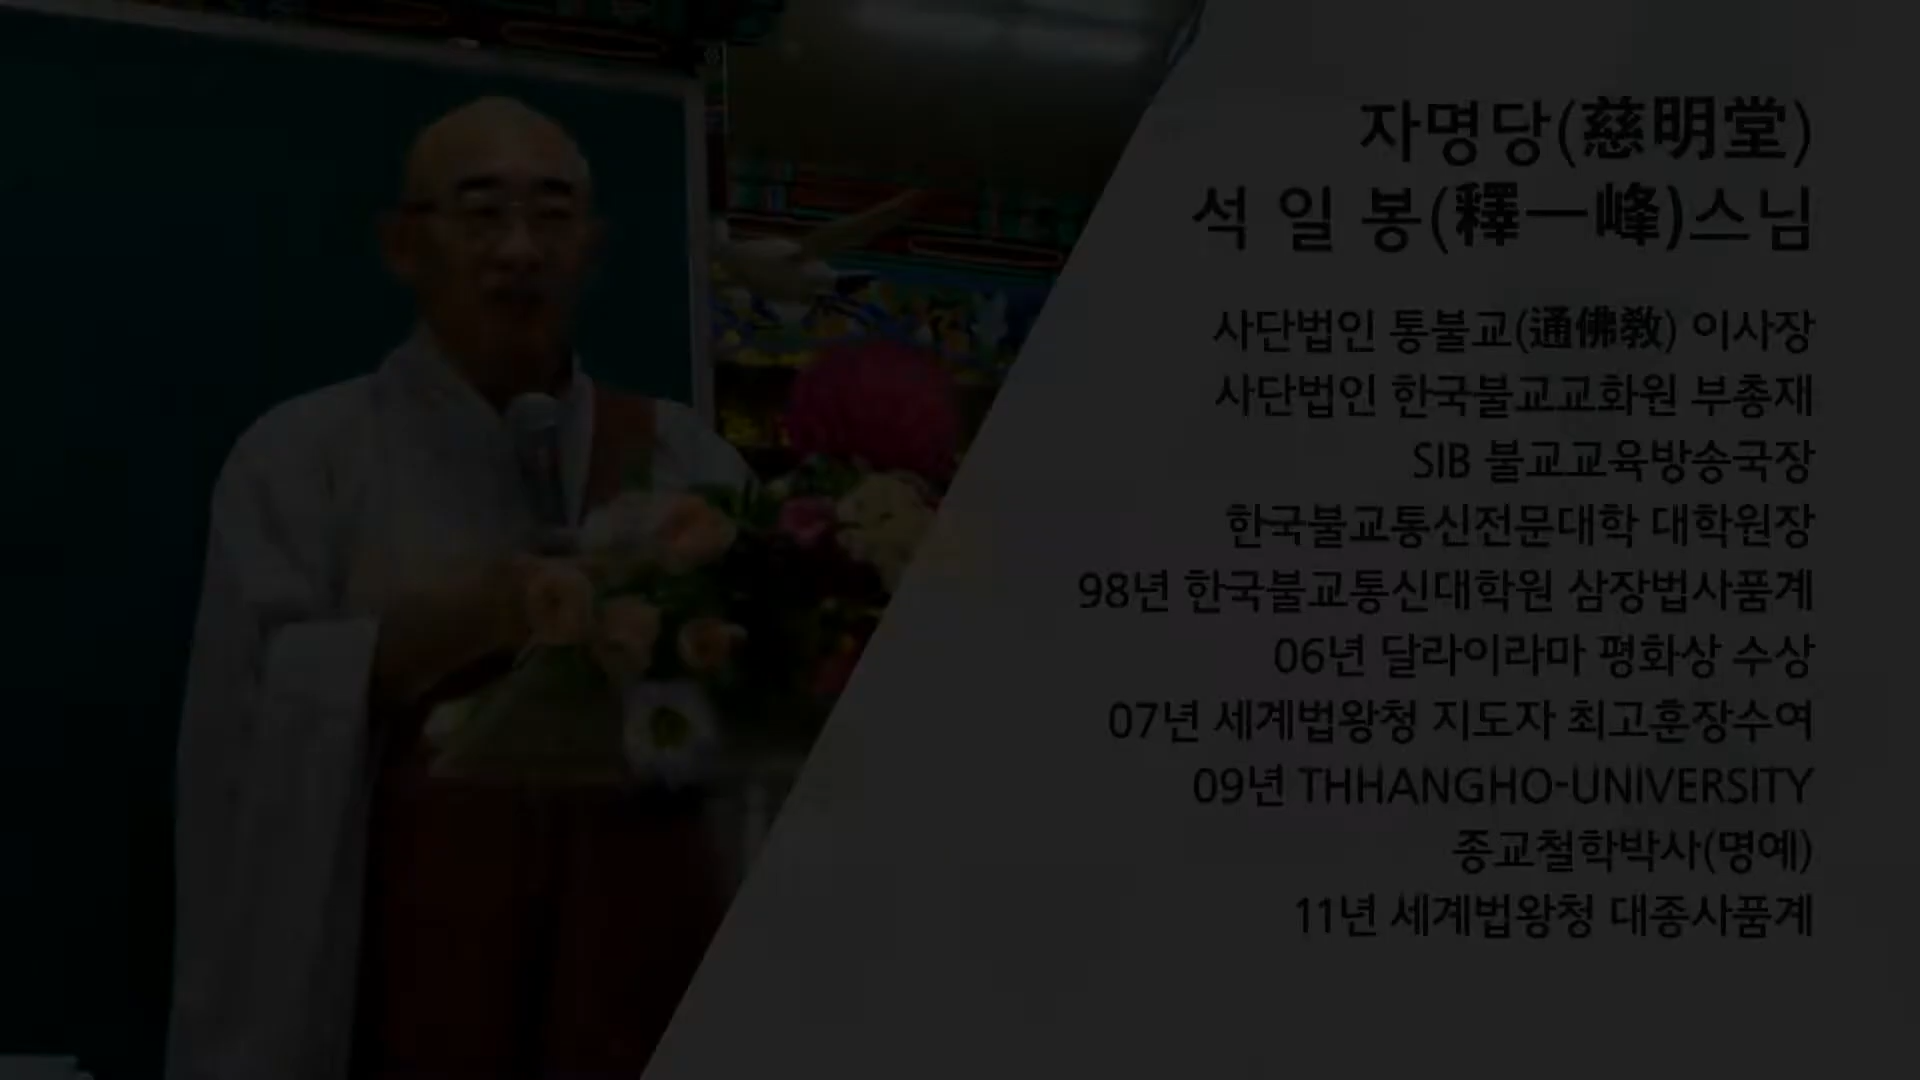 자명당(慈明堂)
석 일 봉(釋一峰)스님
사단법인 통불교(通佛敎) 이사장
사단법인 한국불교교화원 부총재
SIB 불교교육방송국장
한국불교통신전문대학 대학원장
98년 한국불교통신대학원 삼장법사품계
06년 달라이라마 평화상 수상
07년 세계법왕청 지도자 최고훈장수여
09년 THHANGHO-UNIVERSITY
종교철학박사(명예)
11년 세계법왕청 대종사품계